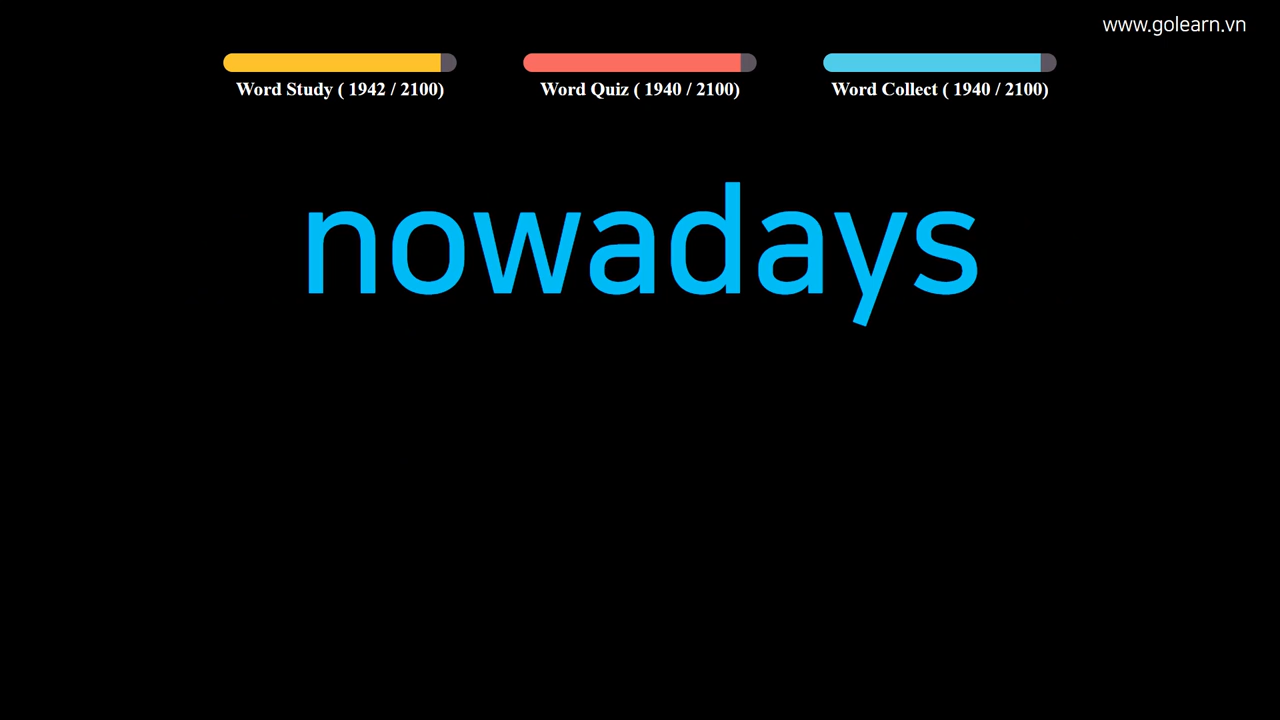 www.golearn.vn
Word Study ( 1942 / 2100) Word Quiz ( 1940 / 2100) Word Collect ( 1940 / 2100)
nowadays